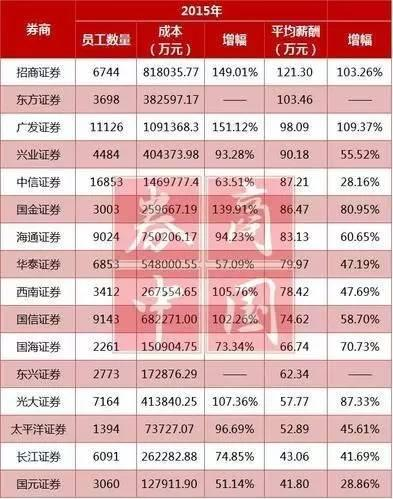 2015年
券商 员工数量 成本（万元） 增幅 平均薪酬（万元） 增幅
招商证券 6744 818035.77 149.01% 121.30 103.26%
东方证券 3698 382597.17 —— 103.46 ——
广发证券 11126 1091368.3 151.12% 98.09 109.37%
兴业证券 4484 404373.98 93.28% 90.18 55.52%
中信证券 16853 1469777.4 63.51% 87.21 28.16%
国金证券 3003 259667.19 139.91% 86.47 80.95%
海通证券 9024 750206.17 94.23% 83.13 60.65%
华泰证券 6853 548000.55 57.09% 79.97 47.19%
西南证券 3412 267554.65 105.76% 78.42 47.69%
国信证券 9143 682271.00 102.26% 74.62 58.70%
国海证券 2261 150904.75 73.34% 66.74 70.73%
东兴证券 2773 172876.29 —— 62.34 ——
光大证券 7164 413840.25 107.36% 57.77 87.33%
太平洋证券 1394 73727.07 96.69% 52.89 45.61%
长江证券 6091 262282.88 74.85% 43.06 41.69%
国元证券 3060 127911.90 51.14% 41.80 28.86%
券商
中国